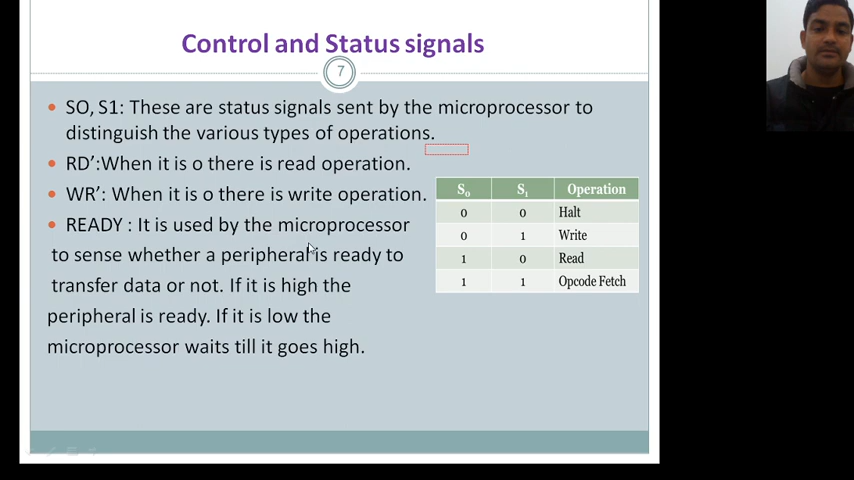 Control and Status signals
7
SO, S1: These are status signals sent by the microprocessor to
distinguish the various types of operations.
RD’:When it is 0 there is read operation.
WR’: When it is 0 there is write operation.
READY : It is used by the microprocessor
to sense whether a peripheral is ready to
transfer data or not. If it is high the
peripheral is ready. If it is low the
microprocessor waits till it goes high.
S0 S1 Operation
0 0 Halt
0 1 Write
1 0 Read
1 1 Opcode Fetch